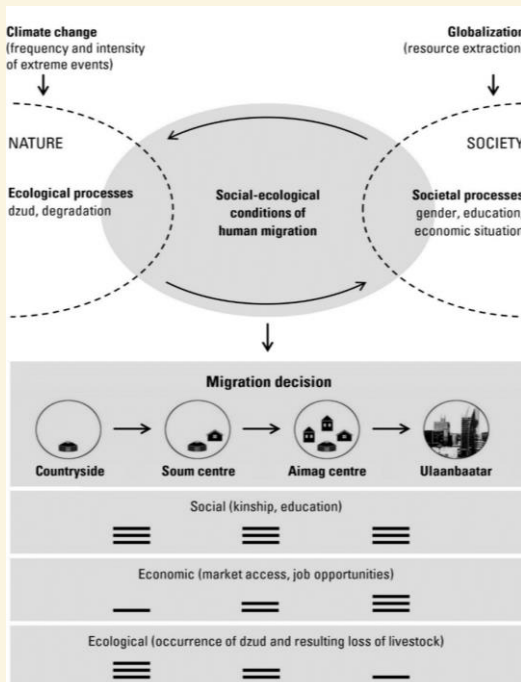 Climate change
(frequency and intensity
of extreme events)
Globalization
(resource extraction
NATURE
SOCIETY
Ecological processes
dzud, degradation
Social-ecological
conditions of
human migration
Societal processes
gender, education,
economic situation
Migration decision
Countryside
Soum centre
Aimag centre
Ulaanbaatar
Social (kinship, education)
Economic (market access, job opportunities)
Ecological (occurrence of dzud and resulting loss of livestock)